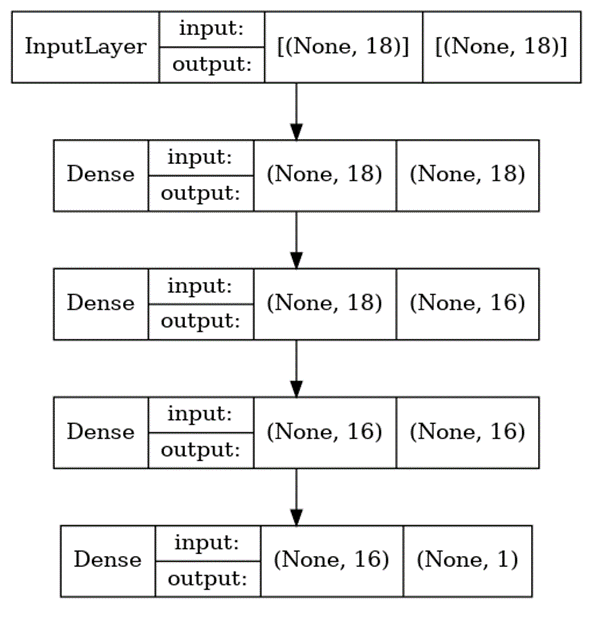 InputLayer input: output: [(None, 18)] [(None, 18)]
Dense input: output: (None, 18) (None, 18)
Dense input: output: (None, 18) (None, 16)
Dense input: output: (None, 16) (None, 16)
Dense input: output: (None, 16) (None, 1)